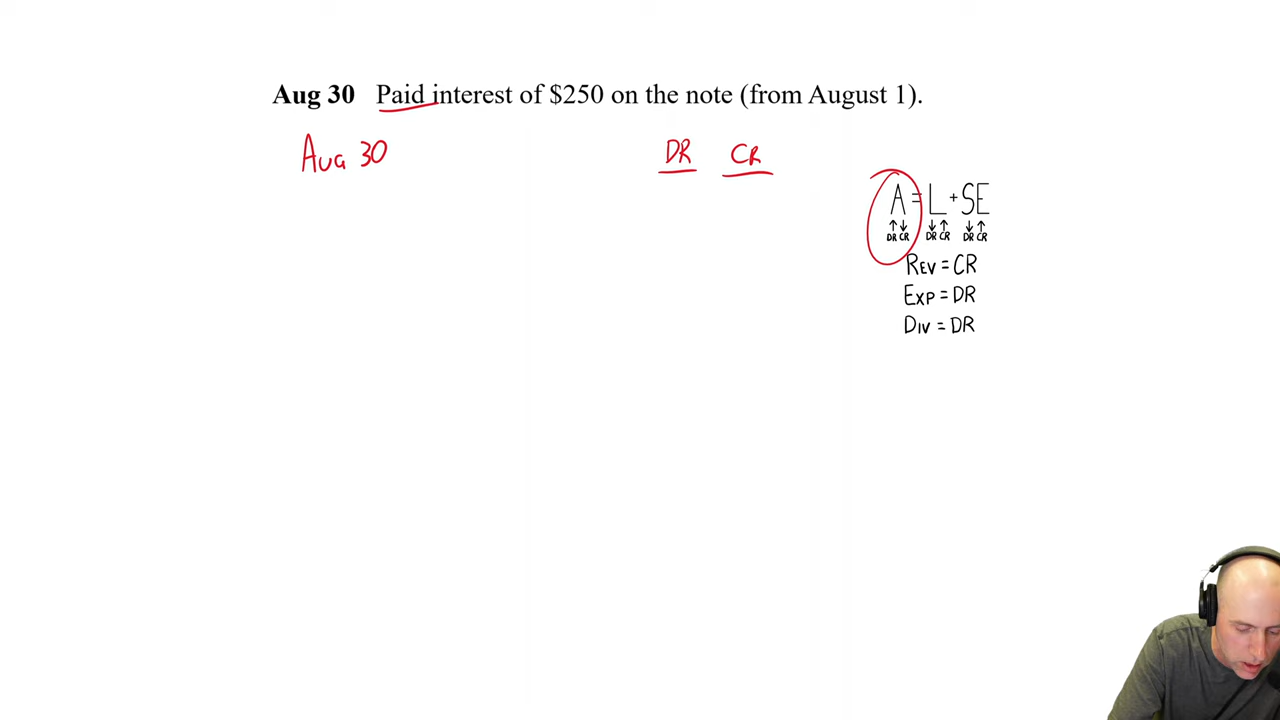 Aug 30 Paid interest of $250 on the note (from August 1).
Aug 30 DR CR
A = L + SE
DR CR DR CR DR CR
REV = CR
EXP = DR
DIV = DR